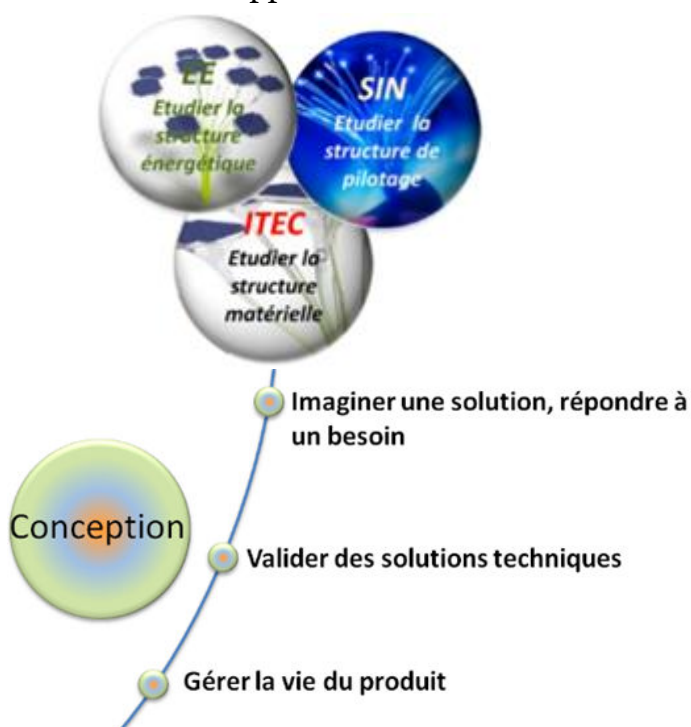 EE
Etudier la
structure
énergétique
SIN
Etudier la
structure de
pilotage
ITEC
Etudier la
structure
matérielle
Imaginer une solution, répondre à
un besoin
Conception
Valider des solutions techniques
Gérer la vie du produit